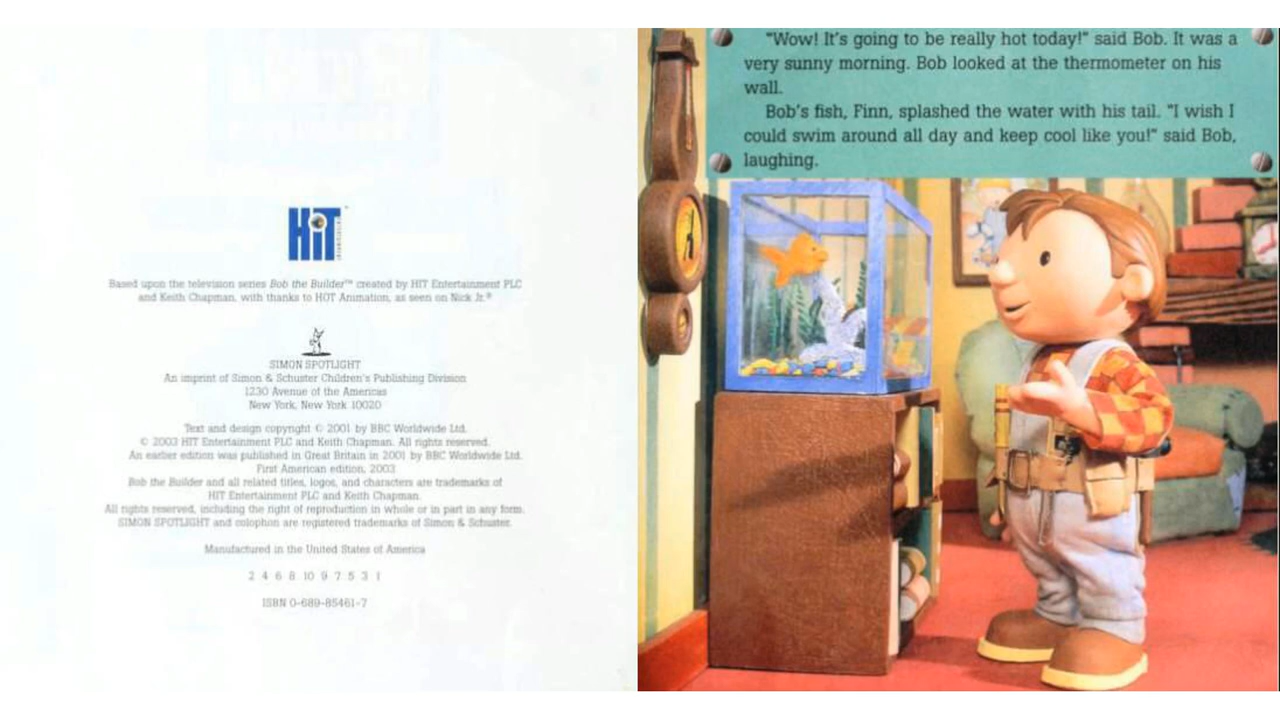 HiT
ENTERTAINMENT
Based upon the television series Bob the Builder™ created by HIT Entertainment PLC
and Keith Chapman, with thanks to HOT Animation, as seen on Nick Jr.®
SIMON SPOTLIGHT
An imprint of Simon & Schuster Children's Publishing Division
1230 Avenue of the Americas
New York, New York 10020
Text and design copyright © 2001 by BBC Worldwide Ltd.
© 2003 HIT Entertainment PLC and Keith Chapman. All rights reserved.
An earlier edition was published in Great Britain in 2001 by BBC Worldwide Ltd.
First American edition, 2003
Bob the Builder and all related titles, logos, and characters are trademarks of
HIT Entertainment PLC and Keith Chapman.
All rights reserved, including the right of reproduction in whole or in part in any form.
SIMON SPOTLIGHT and colophon are registered trademarks of Simon & Schuster.
Manufactured in the United States of America
2 4 6 8 10 9 7 5 3 1
ISBN 0-689-85461-7
"Wow! It's going to be really hot today!" said Bob. It was a
very sunny morning. Bob looked at the thermometer on his
wall.
Bob's fish, Finn, splashed the water with his tail. "I wish I
could swim around all day and keep cool like you!" said Bob,
laughing.